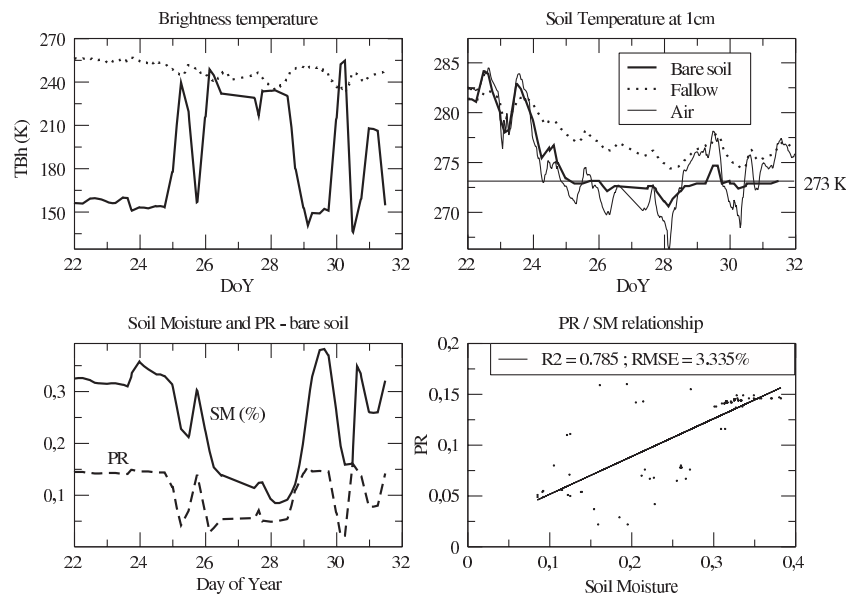 Brightness temperature
270
240
210
180
150
TBh (K)
22 24 26 28 30 32
DoY
Soil Temperature at 1cm
285
280
275
270
Bare soil
Fallow
Air
273 K
22 24 26 28 30 32
DoY
Soil Moisture and PR - bare soil
0,3
0,2
0,1
SM (%)
PR
22 24 26 28 30 32
Day of Year
PR / SM relationship
0,2
0,15
0,1
0,05
0
PR
R2 = 0.785 ; RMSE = 3.335%
0 0,1 0,2 0,3 0,4
Soil Moisture